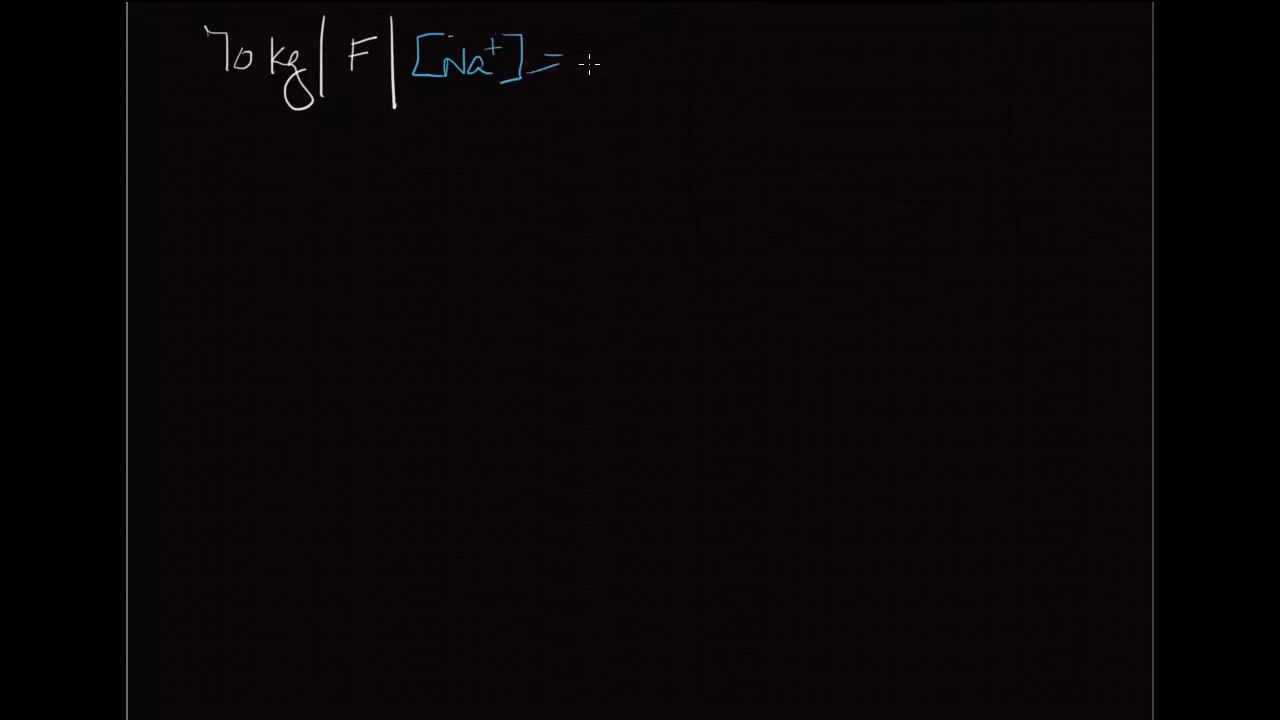 70 kg | F | [Na⁺] =